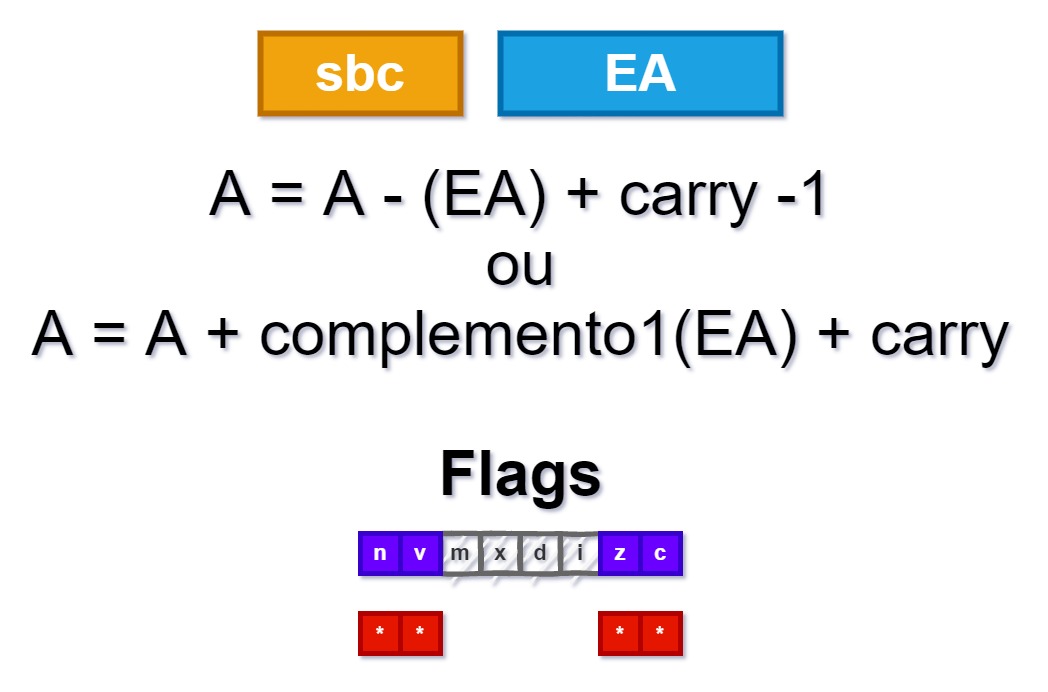 sbc EA
A = A - (EA) + carry -1
ou
A = A + complemento1(EA) + carry
Flags
n v m x d i z c
* * * *